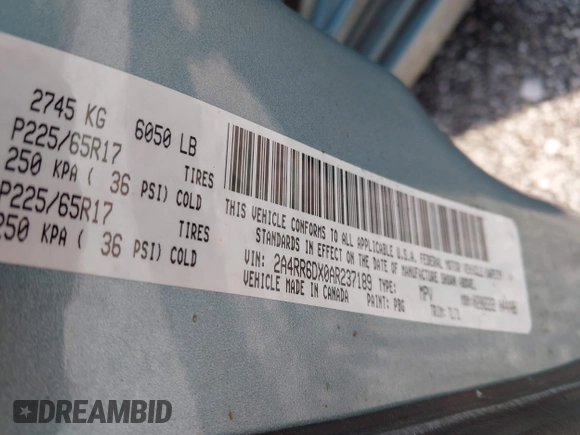 2745 KG 6050 LB
P225/65R17 TIRES
250 KPA ( 36 PSI) COLD
P225/65R17 TIRES
250 KPA ( 36 PSI) COLD
THIS VEHICLE CONFORMS TO ALL APPLICABLE U.S.A. FEDERAL MOTOR VEHICLE SAFETY
STANDARDS IN EFFECT ON THE DATE OF MANUFACTURE SHOWN ABOVE.
VIN: 2A4RR6DX0AR237189 TYPE: MPV
VEHICLE MADE IN CANADA PAINT: PBG TRIM:
DREAMBID